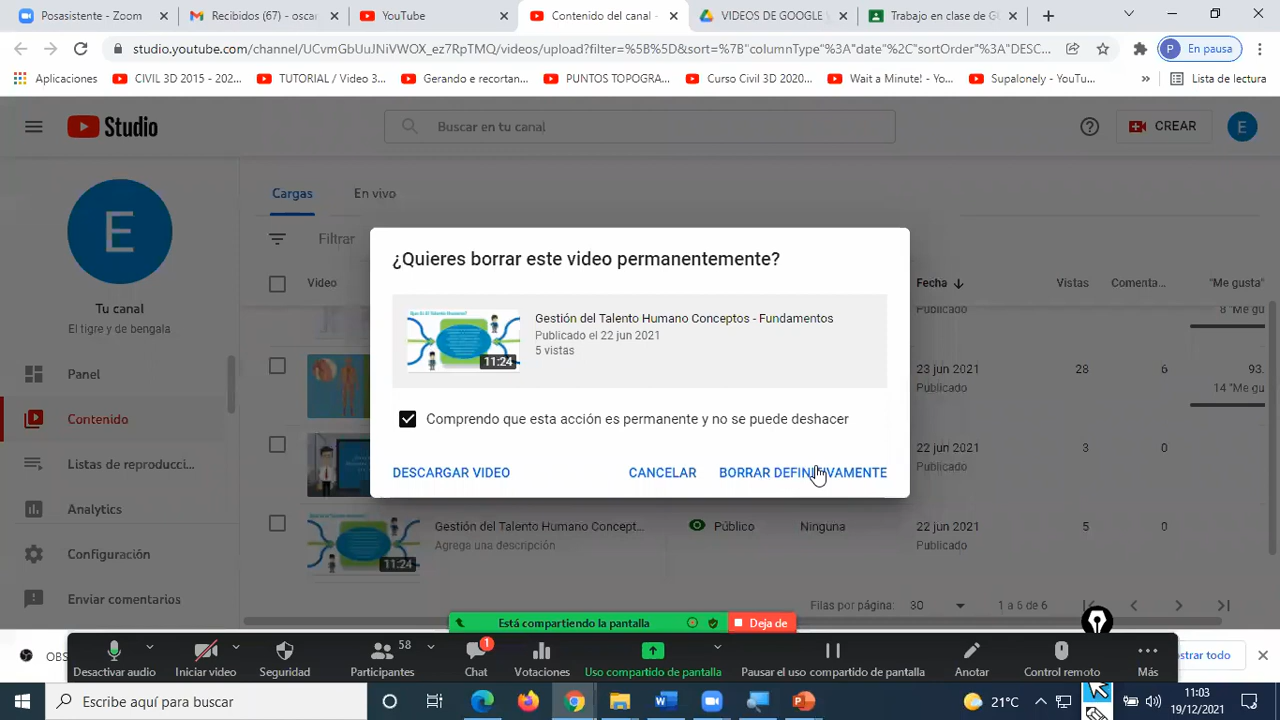 Posasistente - Zoom
Recibidos (67) - oscar
YouTube
Contenido del canal -
VIDEOS DE GOOGLE
Trabajo en clase de G
studio.youtube.com/channel/UCvmGbUuJNiVWOX_ez7RpTMQ/videos/upload?filter=%5B%5D&sort=%7B"columnType"%3A"date"%2C"sortOrder"%3A"DESC...
P En pausa
Aplicaciones
CIVIL 3D 2015 - 202...
TUTORIAL / Video 3...
Gerando e recortan...
PUNTOS TOPOGRA...
Curso Civil 3D 2020...
Wait a Minute! - Yo...
Supalonely - YouT...
»
Lista de lectura
Studio
Buscar en tu canal
CREAR
E
E
Tu canal
El tigre y de bengala
Panel
Contenido
Listas de reproducci...
Analytics
Configuración
Enviar comentarios
Cargas
En vivo
Filtrar
Video
Fecha
Vistas
Comenta...
"Me gusta"
8 "Me gu
¿Quieres borrar este video permanentemente?
Gestión del Talento Humano Conceptos - Fundamentos
Publicado el 22 jun 2021
5 vistas
11:24
Comprendo que esta acción es permanente y no se puede deshacer
DESCARGAR VIDEO
CANCELAR
BORRAR DEFINITIVAMENTE
23 jun 2021
Publicado
28
6
93.
14 "Me gu
22 jun 2021
Publicado
3
0
Gestión del Talento Humano Concept...
Agrega una descripción
11:24
Público
Ninguna
22 jun 2021
Publicado
5
0
Filas por página:
30
1 a 6 de 6
Está compartiendo la pantalla
Deja de
OBS
strar todo
Desactivar audio
Iniciar video
Seguridad
58
Participantes
1
Chat
Votaciones
Uso compartido de pantalla
Pausar el uso compartido de pantalla
Anotar
Control remoto
Más
Escribe aquí para buscar
21°C
11:03
19/12/2021